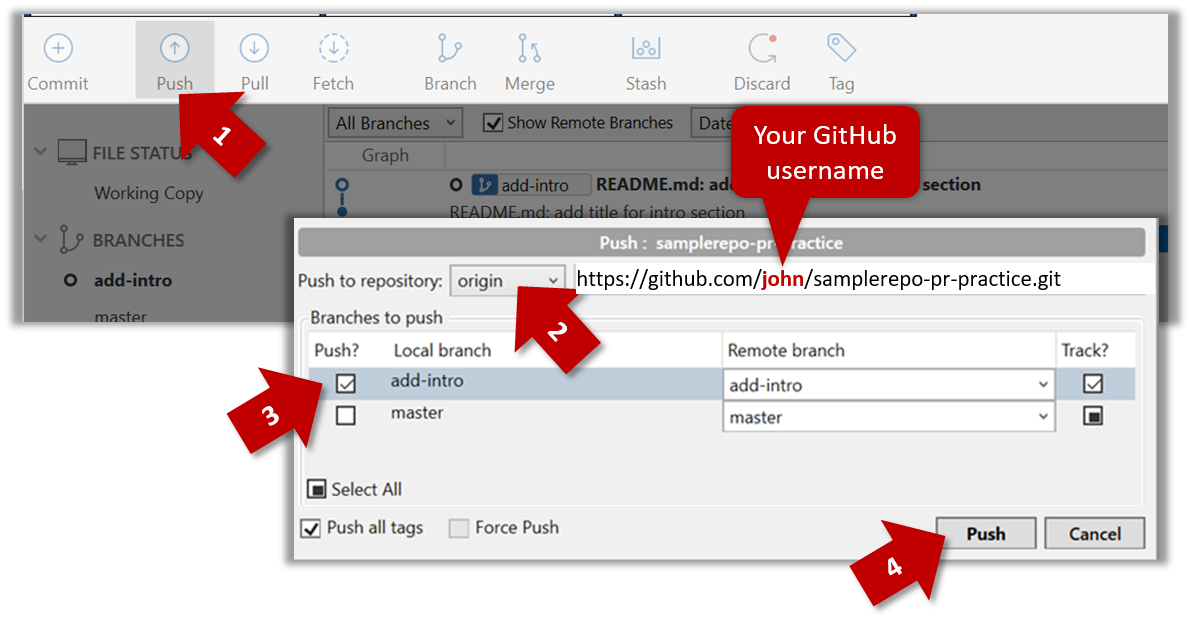 Commit
Push
Pull
Fetch
Branch
Merge
Stash
Discard
Tag
1
All Branches
Show Remote Branches
Date
Your GitHub
username
FILE STATUS
Working Copy
Graph
add-intro
README.md: ad
section
README.md: add title for intro section
BRANCHES
add-intro
master
Push : samplerepo-pr-practice
Push to repository:
origin
https://github.com/john/samplerepo-pr-practice.git
2
Branches to push
Push?
Local branch
Remote branch
Track?
add-intro
add-intro
master
master
3
Select All
Push all tags
Force Push
Push
Cancel
4